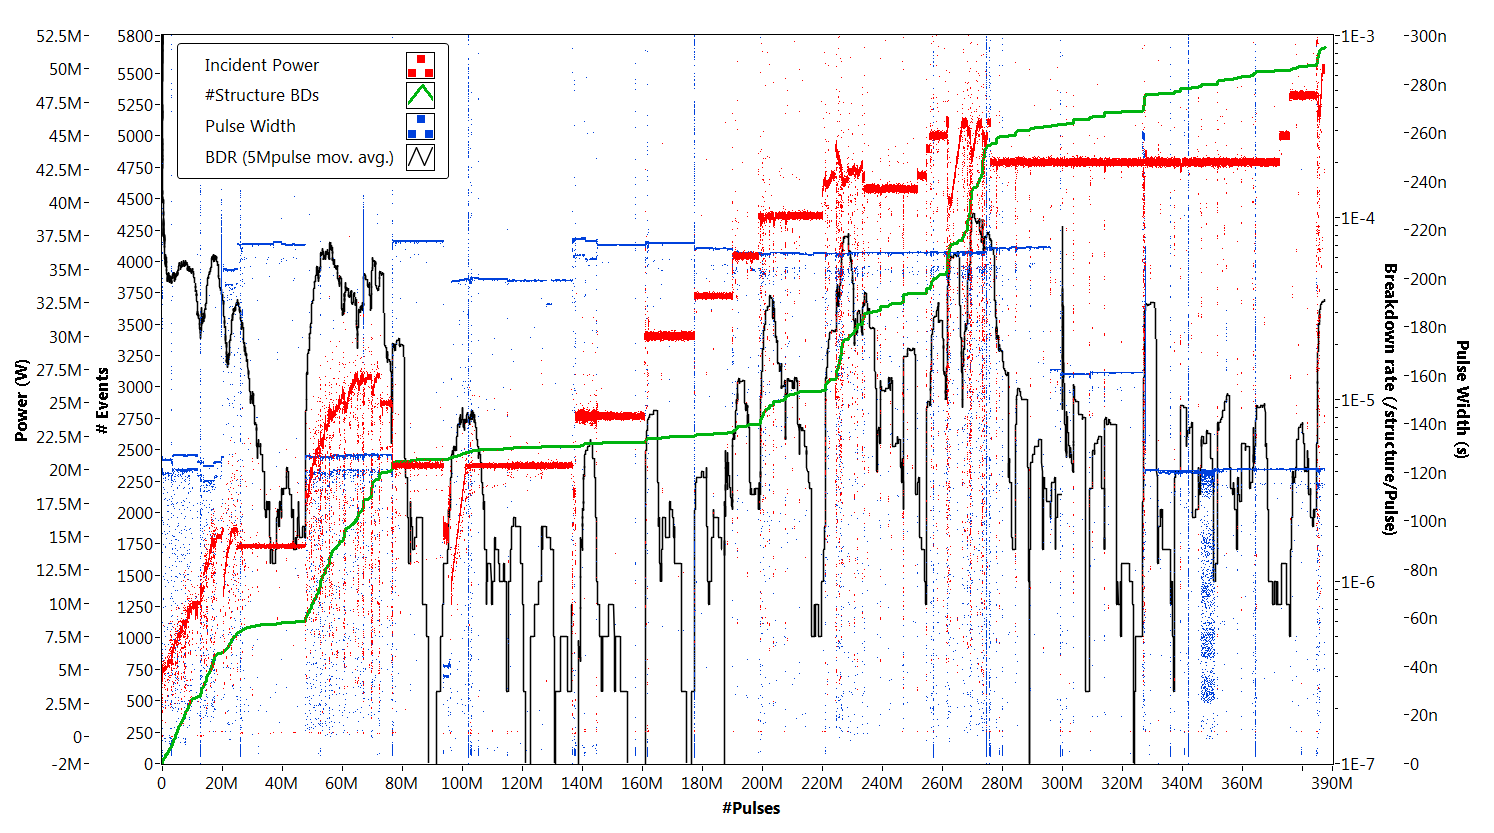 Incident Power
#Structure BDs
Pulse Width
BDR (5Mpulse mov. avg.)
Power (W)
52.5M
50M
47.5M
45M
42.5M
40M
37.5M
35M
32.5M
30M
27.5M
25M
22.5M
20M
17.5M
15M
12.5M
10M
7.5M
5M
2.5M
0
-2M
# Events
5800
5500
5250
5000
4750
4500
4250
4000
3750
3500
3250
3000
2750
2500
2250
2000
1750
1500
1250
1000
750
500
250
0
1E-3
1E-4
1E-5
1E-6
1E-7
Breakdown rate (/structure/Pulse)
300n
280n
260n
240n
220n
200n
180n
160n
140n
120n
100n
80n
60n
40n
20n
0
Pulse Width (s)
0 20M 40M 60M 80M 100M 120M 140M 160M 180M 200M 220M 240M 260M 280M 300M 320M 340M 360M 390M
#Pulses